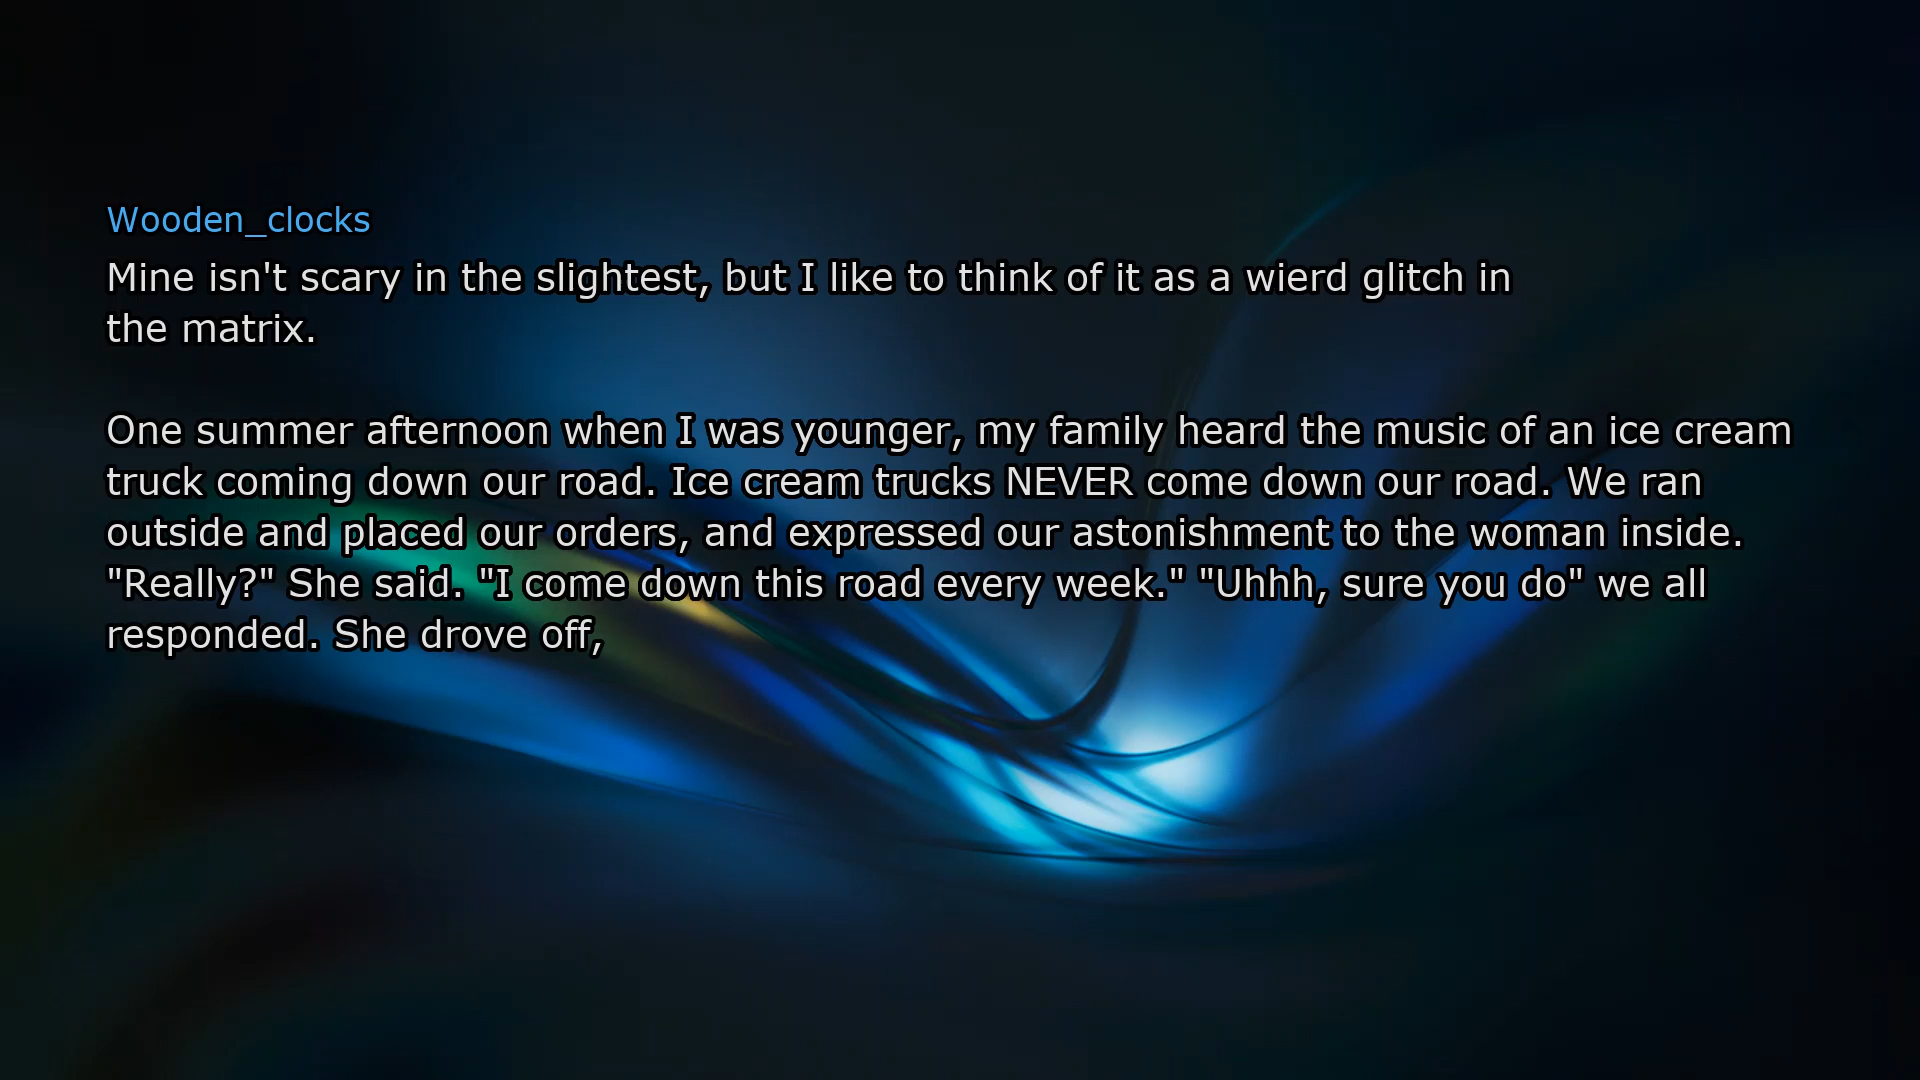 Wooden_clocks
Mine isn't scary in the slightest, but I like to think of it as a wierd glitch in
the matrix.
One summer afternoon when I was younger, my family heard the music of an ice cream
truck coming down our road. Ice cream trucks NEVER come down our road. We ran
outside and placed our orders, and expressed our astonishment to the woman inside.
"Really?" She said. "I come down this road every week." "Uhhh, sure you do" we all
responded. She drove off,